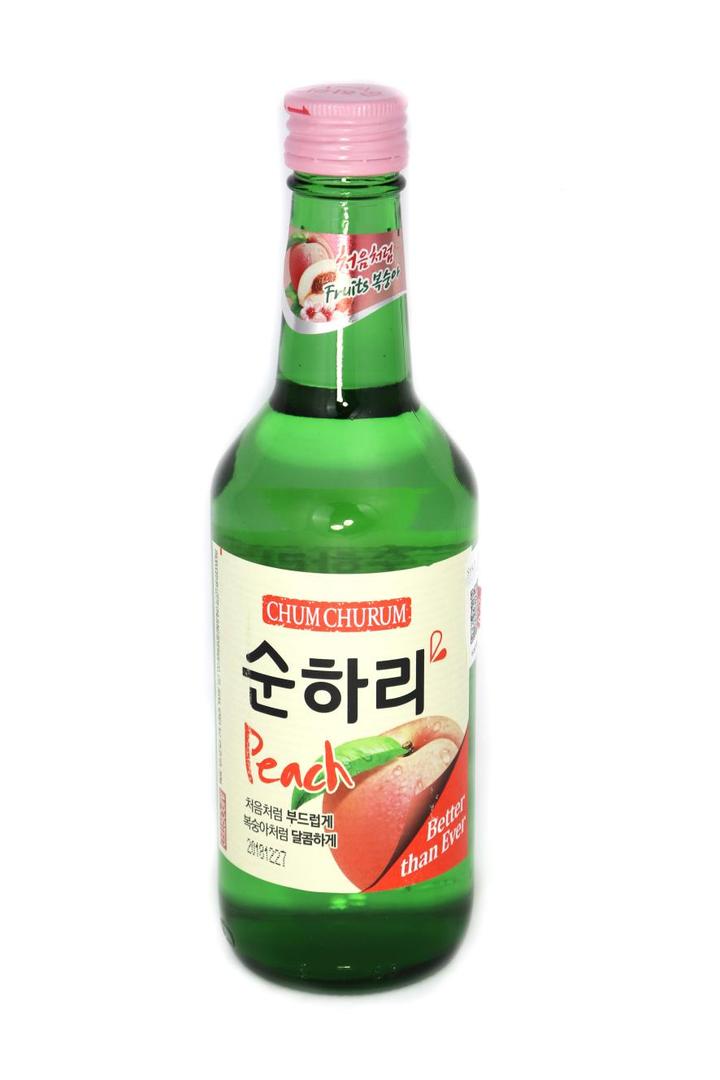 처음처럼
Fruits 복숭아
CHUM CHURUM
순하리
Peach
처음처럼 부드럽게
복숭아처럼 달콤하게
20181227
Better
than Ever